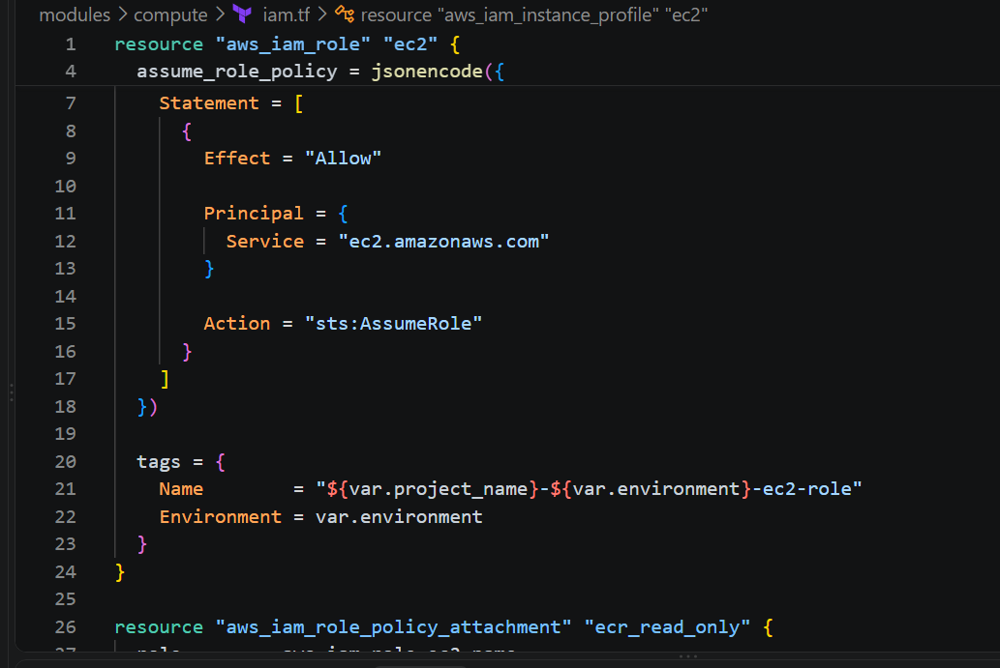 modules > compute > iam.tf > resource "aws_iam_instance_profile" "ec2"
1 resource "aws_iam_role" "ec2" {
4   assume_role_policy = jsonencode({
7     Statement = [
8       {
9         Effect = "Allow"
10
11         Principal = {
12           Service = "ec2.amazonaws.com"
13         }
14
15         Action = "sts:AssumeRole"
16       }
17     ]
18   })
19
20   tags = {
21     Name        = "${var.project_name}-${var.environment}-ec2-role"
22     Environment = var.environment
23   }
24 }
25
26 resource "aws_iam_role_policy_attachment" "ecr_read_only" {